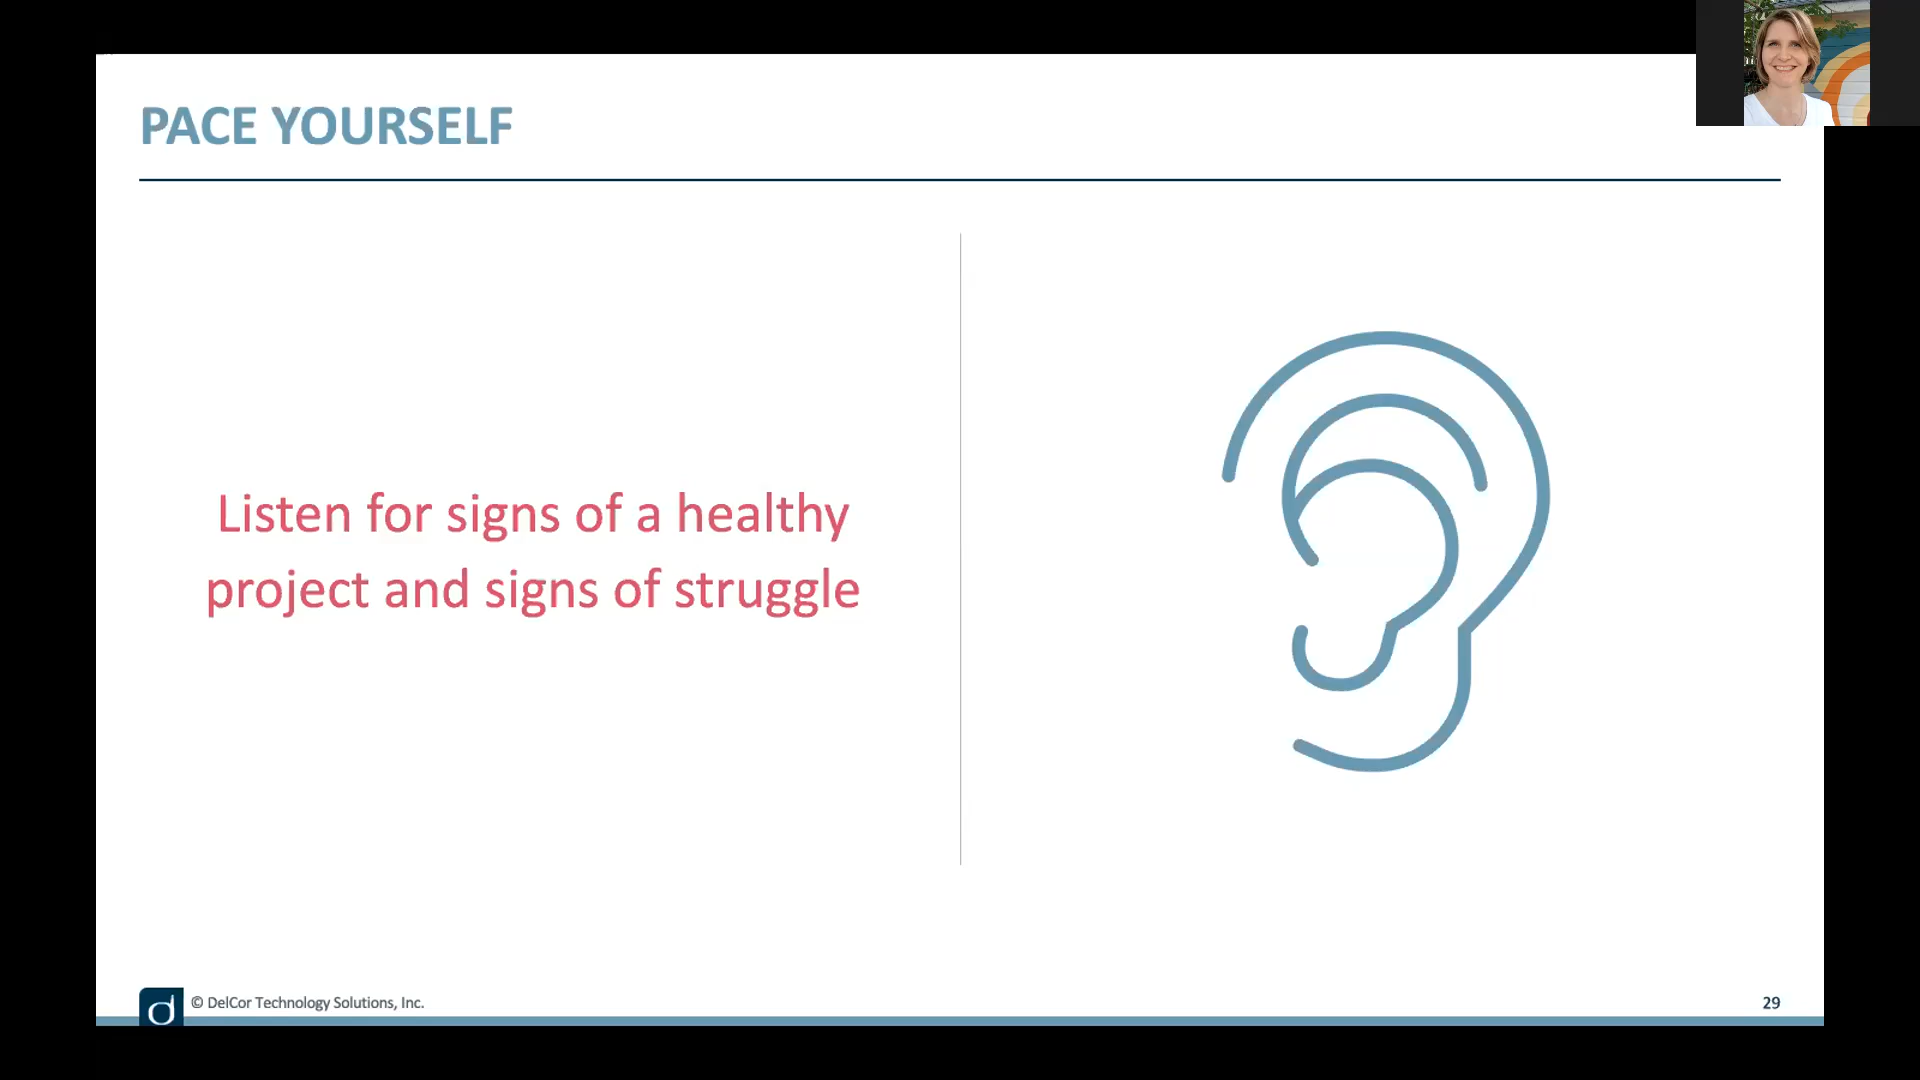 PACE YOURSELF
Listen for signs of a healthy
project and signs of struggle
d
© DelCor Technology Solutions, Inc.
29